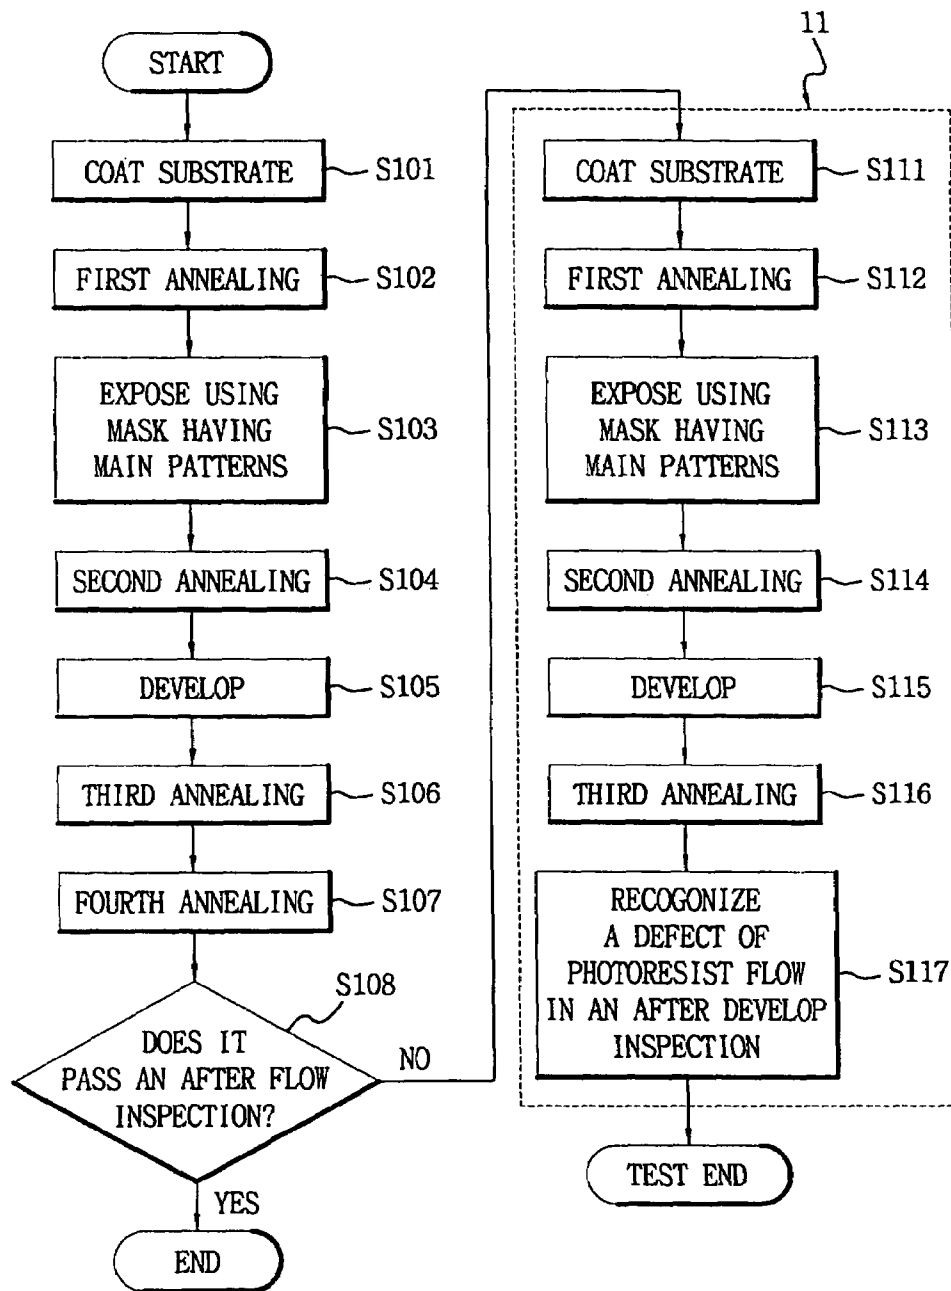 START
COAT SUBSTRATE
S101
FIRST ANNEALING
S102
EXPOSE USING
MASK HAVING
MAIN PATTERNS
S103
SECOND ANNEALING
S104
DEVELOP
S105
THIRD ANNEALING
S106
FOURTH ANNEALING
S107
S108
DOES IT
PASS AN AFTER FLOW
INSPECTION?
NO
YES
END
11
COAT SUBSTRATE
S111
FIRST ANNEALING
S112
EXPOSE USING
MASK HAVING
MAIN PATTERNS
S113
SECOND ANNEALING
S114
DEVELOP
S115
THIRD ANNEALING
S116
RECOGONIZE
A DEFECT OF
PHOTORESIST FLOW
IN AN AFTER DEVELOP
INSPECTION
S117
TEST END